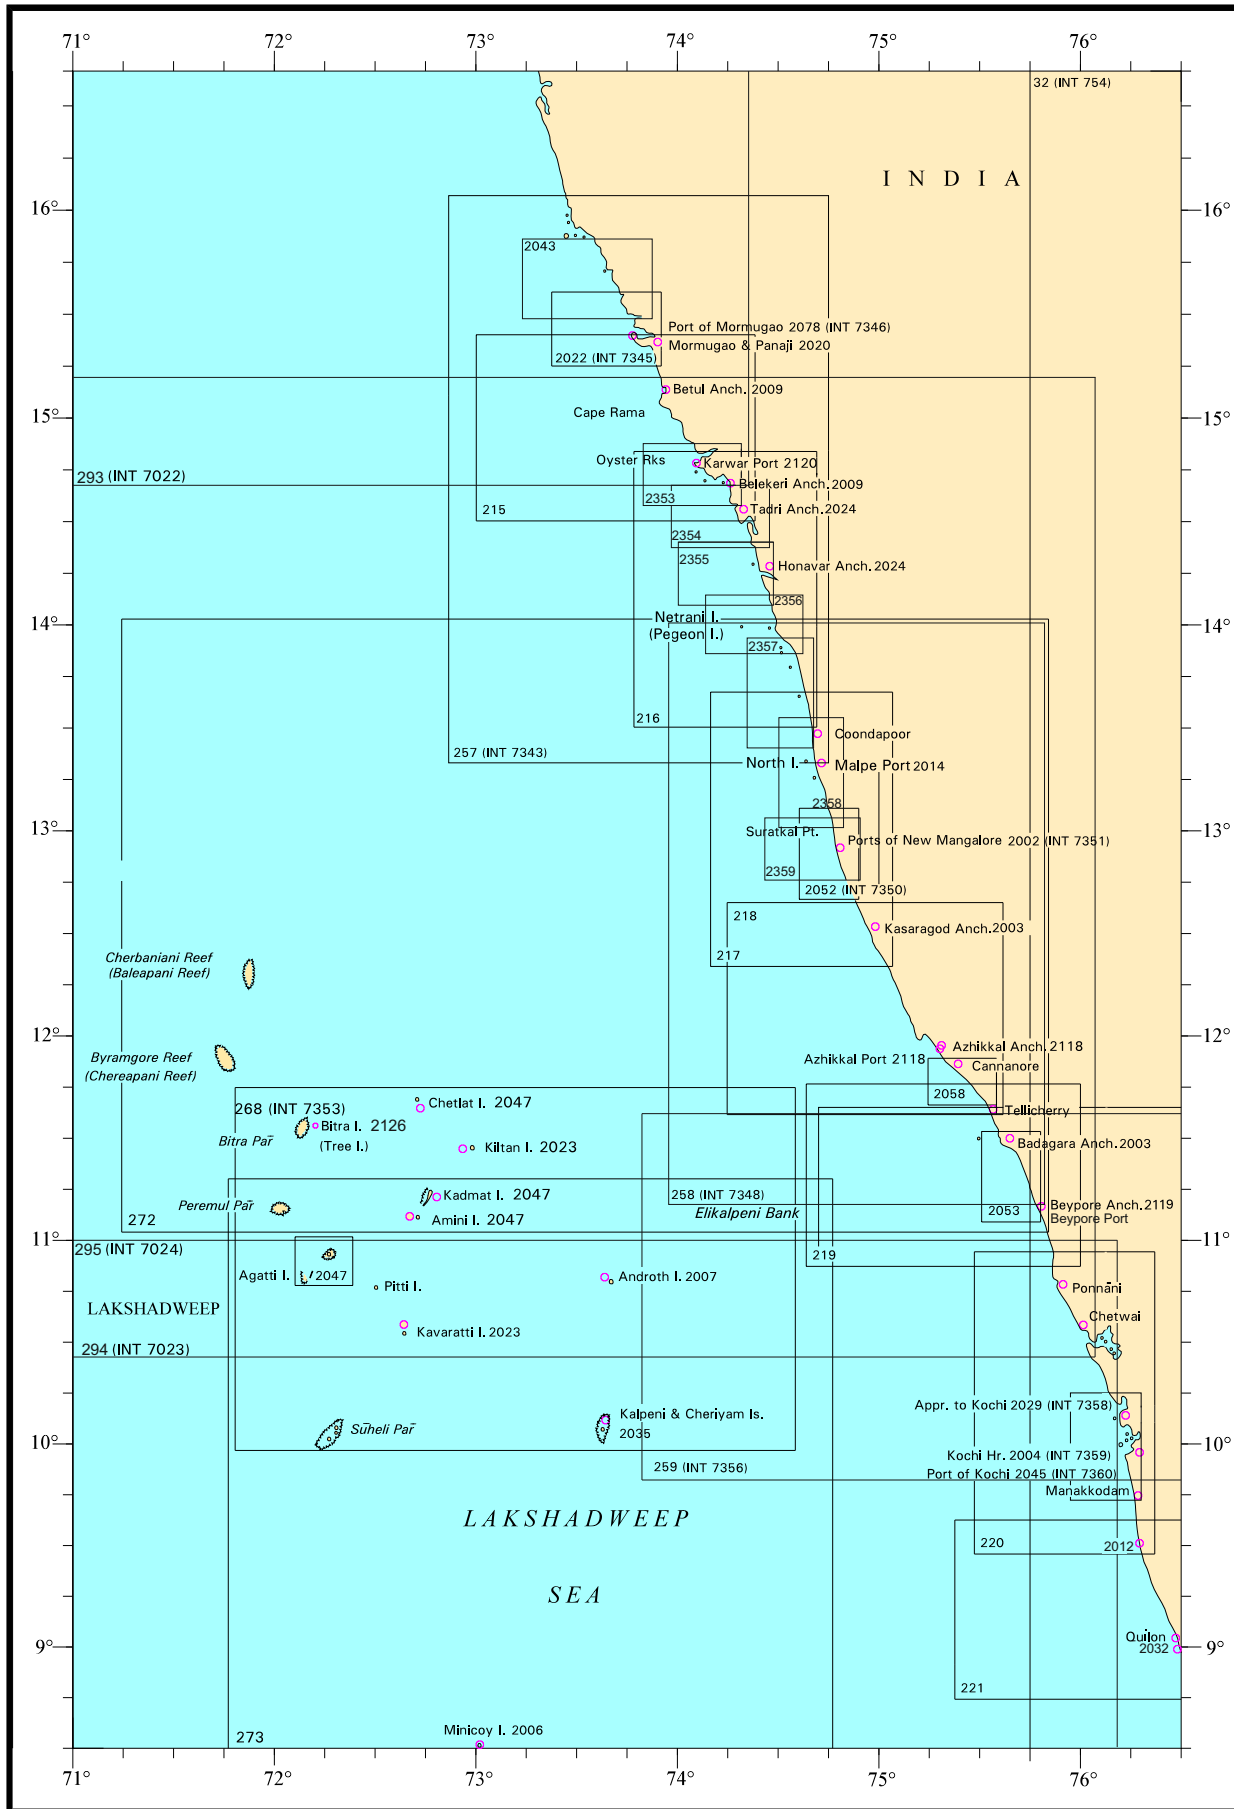 71° 72° 73° 74° 75° 76°
32 (INT 754)
I N D I A
16° 16°
2043
Port of Mormugao 2078 (INT 7346)
Mormugao & Panaji 2020
2022 (INT 7345)
Betul Anch. 2009
Cape Rama
15° 15°
Oyster Rks
Karwar Port 2120
293 (INT 7022)
Belekeri Anch. 2009
2353
215
Tadri Anch. 2024
2354
2355
Honavar Anch. 2024
2356
14° 14°
Netrani I.
(Pegeon I.)
2357
216
Coondapoor
257 (INT 7343)
North I.
Malpe Port 2014
2358
13° 13°
Suratkal Pt.
Ports of New Mangalore 2002 (INT 7351)
2359
2052 (INT 7350)
218
Kasaragod Anch. 2003
217
Cherbaniani Reef
(Baleapani Reef)
12° 12°
Azhikkal Anch. 2118
Azhikkal Port 2118
Byramgore Reef
(Chereapani Reef)
Cannanore
2058
Chetlat I. 2047
268 (INT 7353)
Tellicherry
Bitra I. 2126
Bitra Par̄
(Tree I.)
Kiltan I. 2023
Badagara Anch. 2003
Kadmat I. 2047
258 (INT 7348)
Peremul Par̄
Beypore Anch. 2119
Elikalpeni Bank
2053
Beypore Port
272
Amini I. 2047
11° 11°
295 (INT 7024)
219
Agatti I.
2047
Androth I. 2007
Pitti I.
Ponnāni
LAKSHADWEEP
Chetwai
Kavaratti I. 2023
294 (INT 7023)
Appr. to Kochi 2029 (INT 7358)
Kalpeni & Cheriyam Is.
2035
Sūheli Par̄
10° 10°
Kochi Hr. 2004 (INT 7359)
259 (INT 7356)
Port of Kochi 2045 (INT 7360)
Manakkodam
LAKSHADWEEP
220
2012
SEA
Quilon
9° 9°
2032
221
Minicoy I. 2006
273
71° 72° 73° 74° 75° 76°